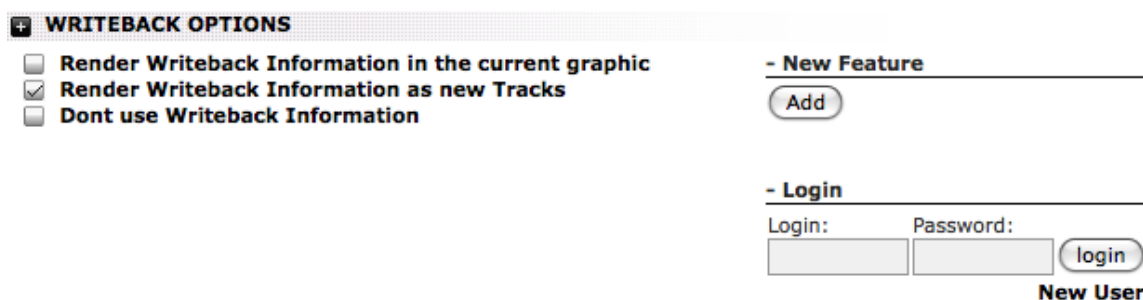 WRITEBACK OPTIONS
Render Writeback Information in the current graphic
Render Writeback Information as new Tracks
Dont use Writeback Information
- New Feature
Add
- Login
Login: Password:
login
New User